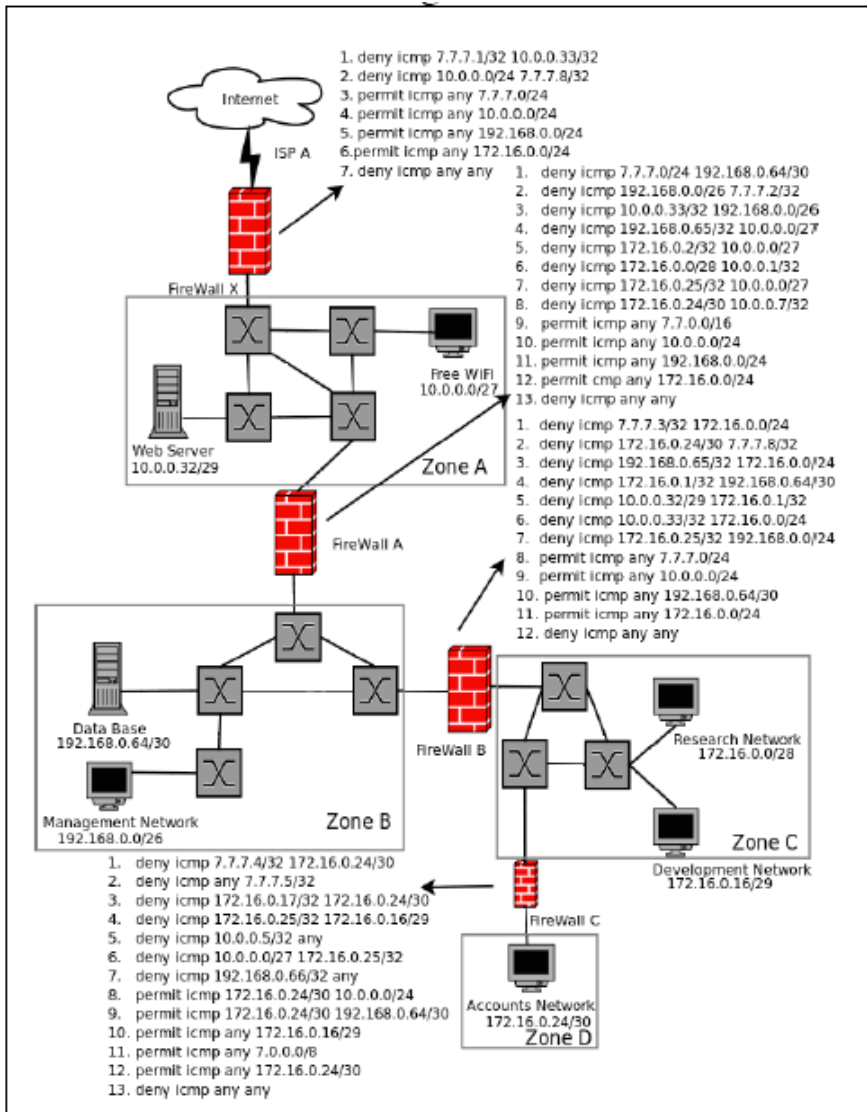 1. deny icmp 7.7.7.1/32 10.0.0.33/32
2. deny icmp 10.0.0.0/24 7.7.7.8/32
3. permit icmp any 7.7.7.0/24
4. permit icmp any 10.0.0.0/24
5. permit icmp any 192.168.0.0/24
6.permit icmp any 172.16.0.0/24
7. deny icmp any any
Internet
ISP A
FireWall X
1. deny icmp 7.7.7.0/24 192.168.0.64/30
2. deny icmp 192.168.0.0/26 7.7.7.2/32
3. deny icmp 10.0.0.33/32 192.168.0.0/26
4. deny icmp 192.168.0.65/32 10.0.0.0/27
5. deny icmp 172.16.0.2/32 10.0.0.0/27
6. deny icmp 172.16.0.0/28 10.0.0.1/32
7. deny icmp 172.16.0.25/32 10.0.0.0/27
8. deny icmp 172.16.0.24/30 10.0.0.7/32
9. permit icmp any 7.7.0.0/16
10. permit icmp any 10.0.0.0/24
11. permit icmp any 192.168.0.0/24
12. permit cmp any 172.16.0.0/24
13. deny icmp any any
Free WIFI
10.0.0.0/27
Web Server
10.0.0.32/29
Zone A
FireWall A
1. deny icmp 7.7.7.3/32 172.16.0.0/24
2. deny icmp 172.16.0.24/30 7.7.7.8/32
3. deny icmp 192.168.0.65/32 172.16.0.0/24
4. deny icmp 172.16.0.1/32 192.168.0.64/30
5. deny icmp 10.0.0.32/29 172.16.0.1/32
6. deny icmp 10.0.0.33/32 172.16.0.0/24
7. deny icmp 172.16.0.25/32 192.168.0.0/24
8. permit icmp any 7.7.7.0/24
9. permit icmp any 10.0.0.0/24
10. permit icmp any 192.168.0.64/30
11. permit icmp any 172.16.0.0/24
12. deny icmp any any
Data Base
192.168.0.64/30
Management Network
192.168.0.0/26
Zone B
FireWall B
Research Network
172.16.0.0/28
Zone C
Development Network
172.16.0.16/29
1. deny icmp 7.7.7.4/32 172.16.0.24/30
2. deny icmp any 7.7.7.5/32
3. deny icmp 172.16.0.17/32 172.16.0.24/30
4. deny icmp 172.16.0.25/32 172.16.0.16/29
5. deny icmp 10.0.0.5/32 any
6. deny icmp 10.0.0.0/27 172.16.0.25/32
7. deny icmp 192.168.0.66/32 any
8. permit icmp 172.16.0.24/30 10.0.0.0/24
9. permit icmp 172.16.0.24/30 192.168.0.64/30
10. permit icmp any 172.16.0.16/29
11. permit icmp any 7.0.0.0/8
12. permit icmp any 172.16.0.24/30
13. deny icmp any any
FireWall C
Accounts Network
172.16.0.24/30
Zone D